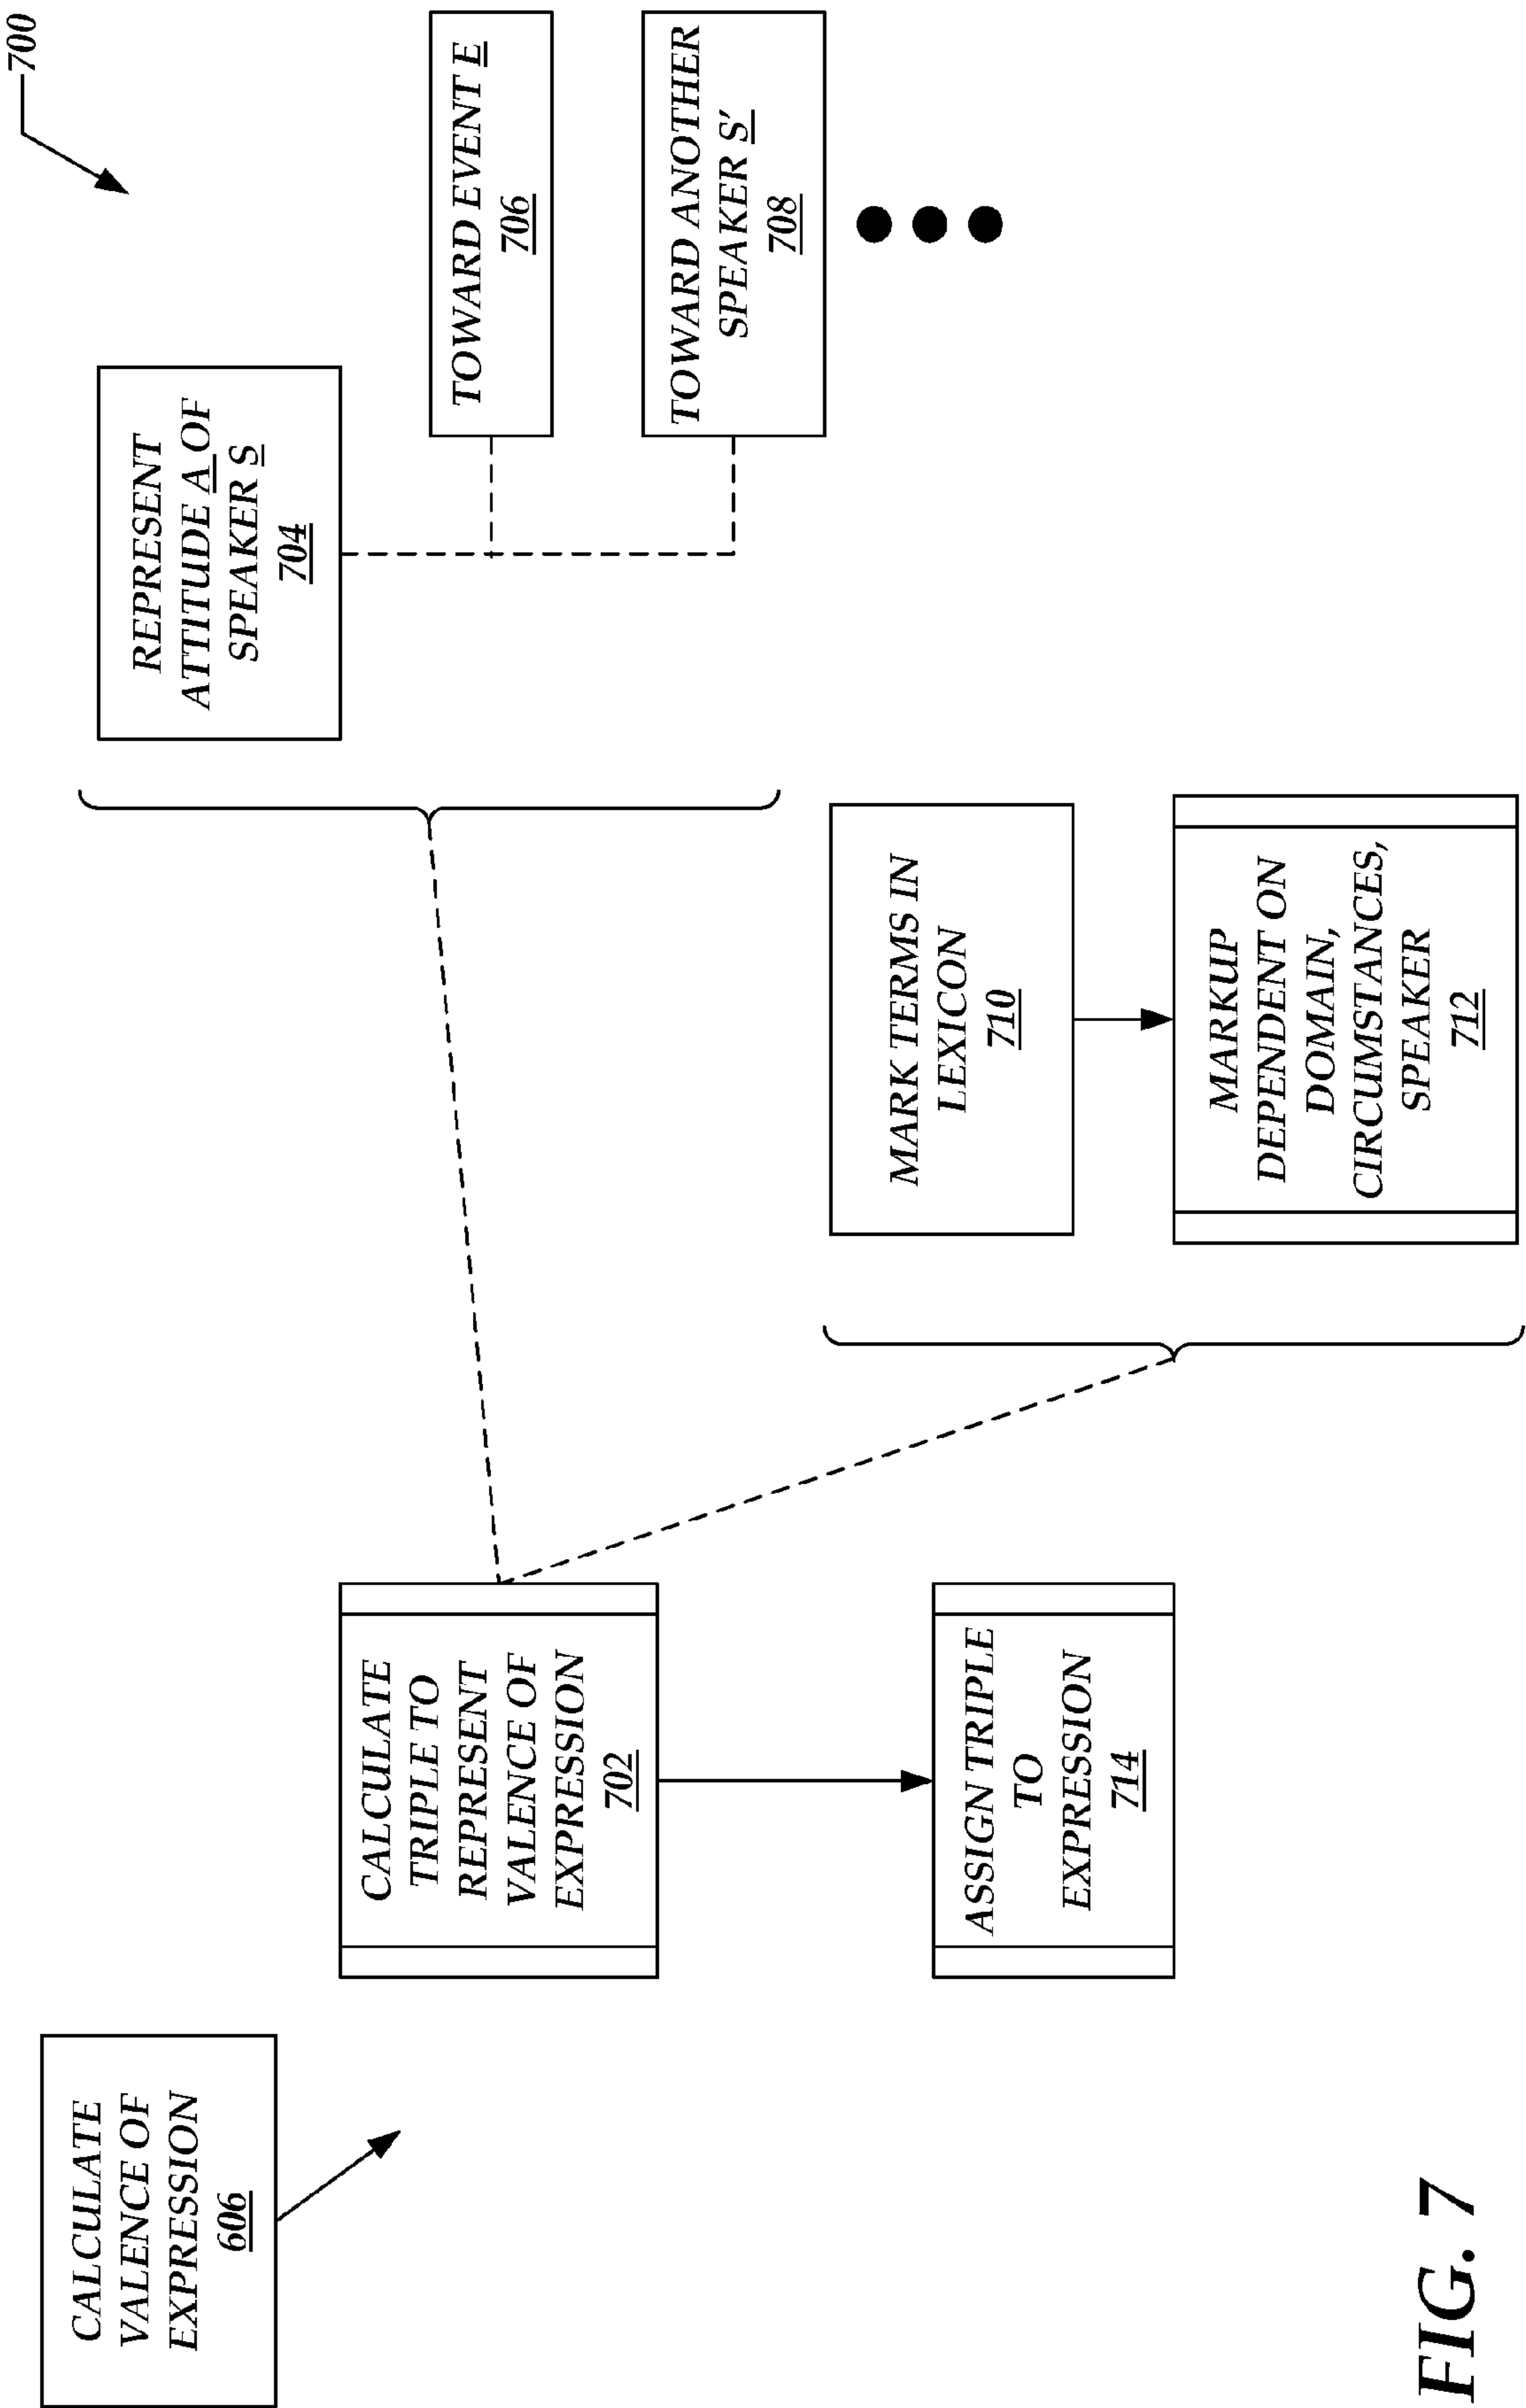 700
CALCULATE
VALENCE OF
EXPRESSION
606
CALCULATE
TRIPLE TO
REPRESENT
VALENCE OF
EXPRESSION
702
REPRESENT
ATTITUDE A OF
SPEAKER S
704
TOWARD EVENT E
706
TOWARD ANOTHER
SPEAKER S'
708
MARK TERMS IN
LEXICON
710
MARKUP
DEPENDENT ON
DOMAIN,
CIRCUMSTANCES,
SPEAKER
712
ASSIGN TRIPLE
TO
EXPRESSION
714
FIG. 7